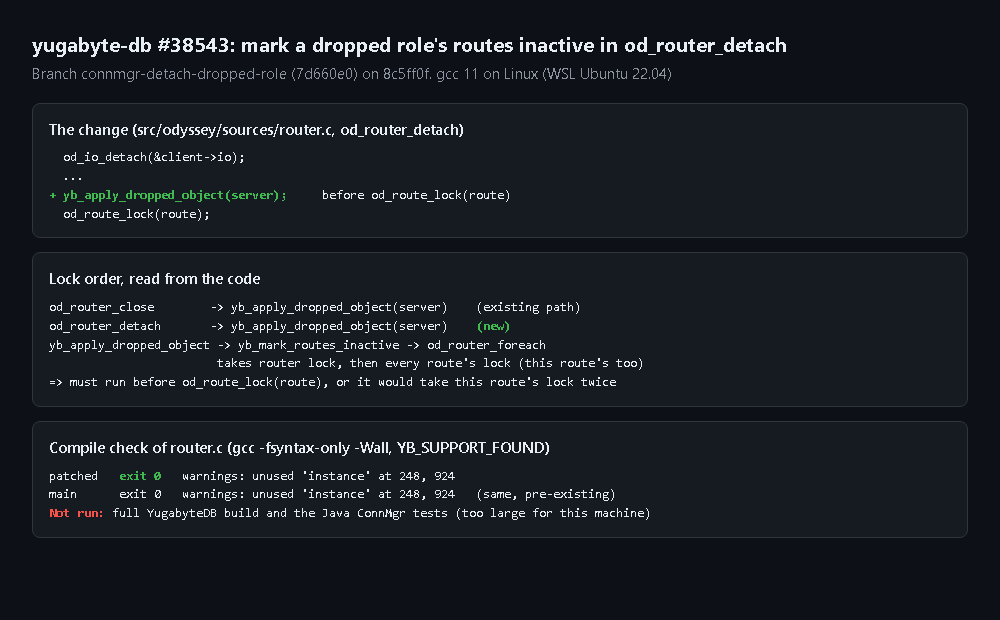 yugabyte-db #38543: mark a dropped role's routes inactive in od_router_detach
Branch connmgr-detach-dropped-role (7d660e0) on 8c5ff0f. gcc 11 on Linux (WSL Ubuntu 22.04)
The change (src/odyssey/sources/router.c, od_router_detach)
od_io_detach(&client->io);
...
+ yb_apply_dropped_object(server);     before od_route_lock(route)
od_route_lock(route);
Lock order, read from the code
od_router_close        -> yb_apply_dropped_object(server)    (existing path)
od_router_detach       -> yb_apply_dropped_object(server)    (new)
yb_apply_dropped_object -> yb_mark_routes_inactive -> od_router_foreach
takes router lock, then every route's lock (this route's too)
=> must run before od_route_lock(route), or it would take this route's lock twice
Compile check of router.c (gcc -fsyntax-only -Wall, YB_SUPPORT_FOUND)
patched   exit 0   warnings: unused 'instance' at 248, 924
main      exit 0   warnings: unused 'instance' at 248, 924   (same, pre-existing)
Not run: full YugabyteDB build and the Java ConnMgr tests (too large for this machine)